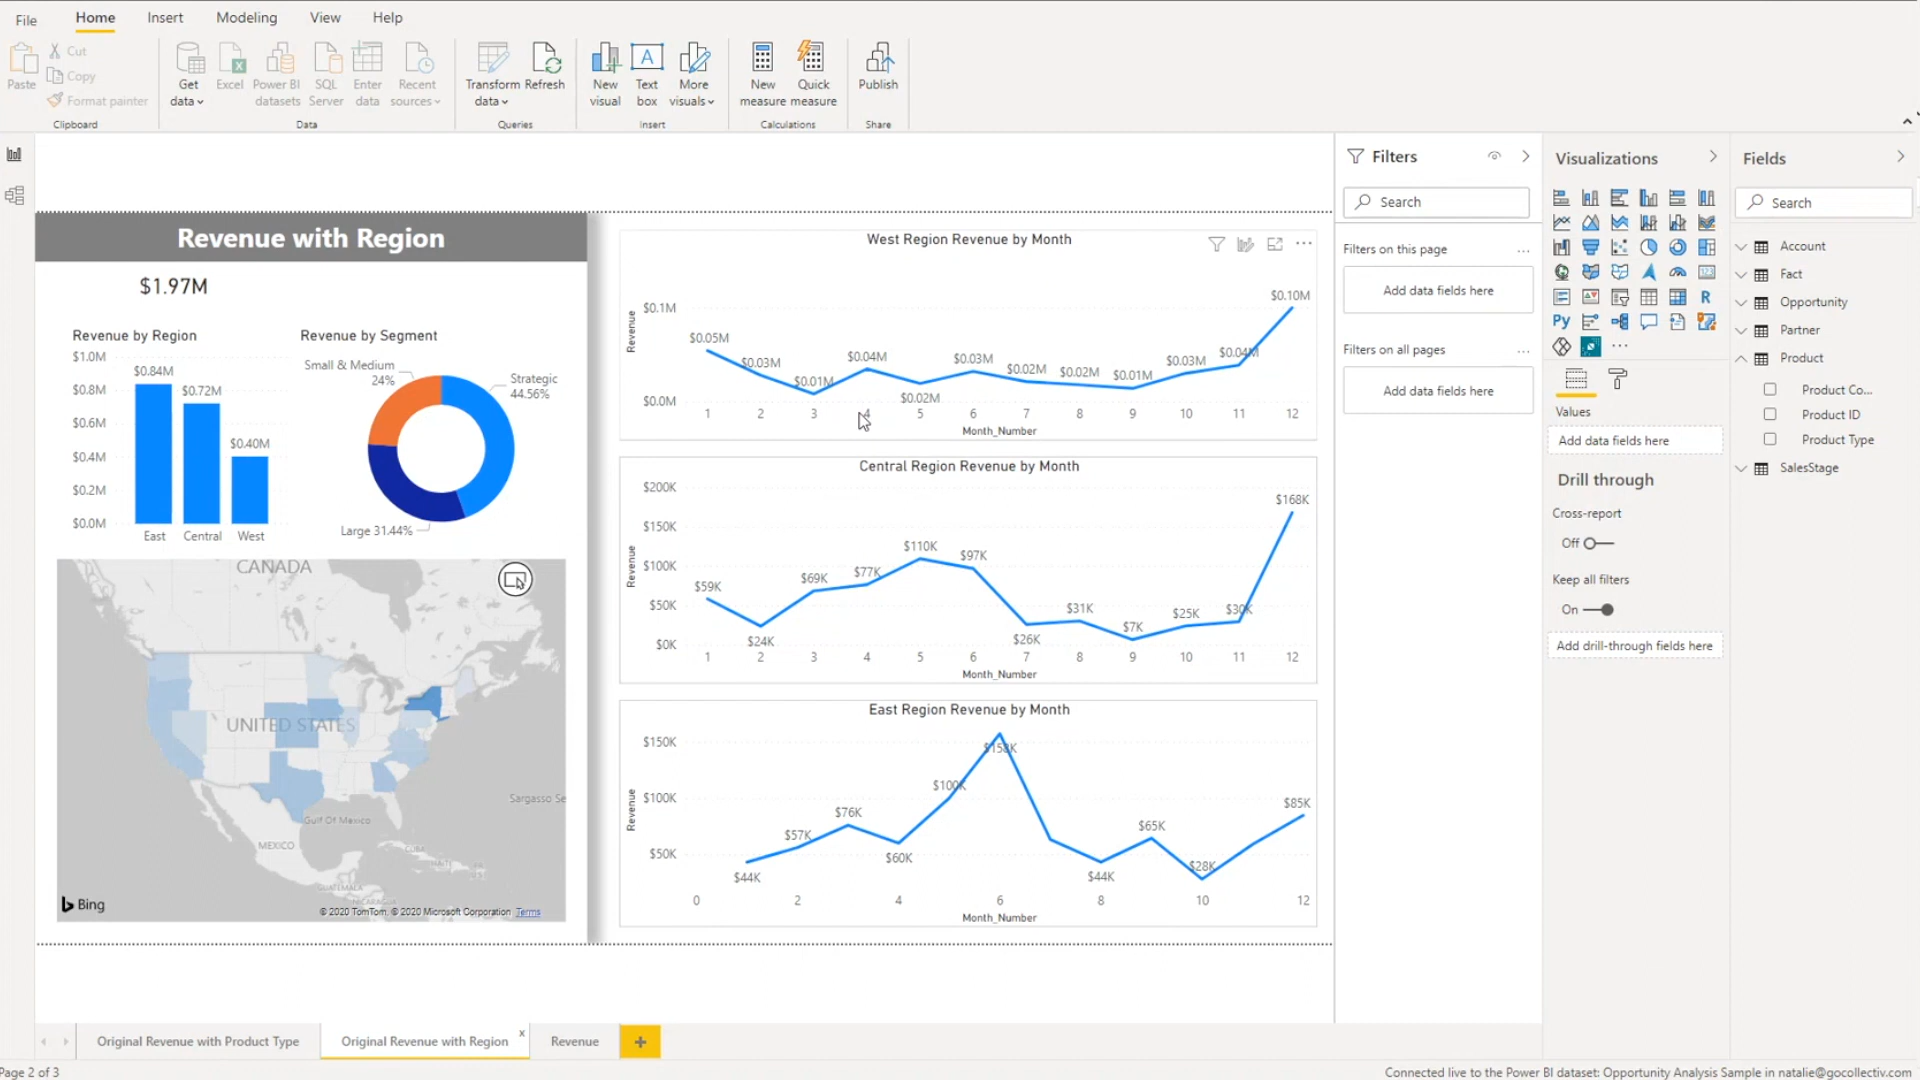 File Home Insert Modeling View Help
Paste
Cut
Copy
Format painter
Clipboard
Get data
Excel
Power BI datasets
SQL Server
Enter data
Recent sources
Data
Transform data
Refresh
Queries
New visual
Text box
More visuals
Insert
New measure
Quick measure
Calculations
Publish
Share
Revenue with Region
$1.97M
Revenue by Region
$1.0M
$0.8M
$0.6M
$0.4M
$0.2M
$0.0M
$0.84M
$0.72M
$0.40M
East Central West
Revenue by Segment
Small & Medium
24%
Strategic
44.56%
Large 31.44%
CANADA
UNITED STATES
Sargasso Se
Gulf Of Mexico
MEXICO
CUBA
GUATEMALA
NICARAGUA
Bing
© 2020 TomTom, © 2020 Microsoft Corporation Terms
West Region Revenue by Month
Revenue
$0.1M
$0.0M
$0.05M $0.03M $0.01M $0.04M $0.02M $0.03M $0.02M $0.02M $0.01M $0.03M $0.04M $0.10M
1 2 3 4 5 6 7 8 9 10 11 12
Month_Number
Central Region Revenue by Month
Revenue
$200K
$150K
$100K
$50K
$0K
$59K $24K $69K $77K $110K $97K $26K $31K $7K $25K $30K $168K
1 2 3 4 5 6 7 8 9 10 11 12
Month_Number
East Region Revenue by Month
Revenue
$150K
$100K
$50K
$44K $57K $76K $60K $100K $158K $44K $65K $28K $85K
0 2 4 6 8 10 12
Month_Number
Filters
Search
Filters on this page
...
Add data fields here
Filters on all pages
...
Add data fields here
Visualizations
R
Py
...
Values
Add data fields here
Drill through
Cross-report
Off
Keep all filters
On
Add drill-through fields here
Fields
Search
Account
Fact
Opportunity
Partner
Product
Product Co...
Product ID
Product Type
SalesStage
Original Revenue with Product Type
Original Revenue with Region
x
Revenue
+
Page 2 of 3
Connected live to the Power BI dataset: Opportunity Analysis Sample in natalie@gocollectiv.com